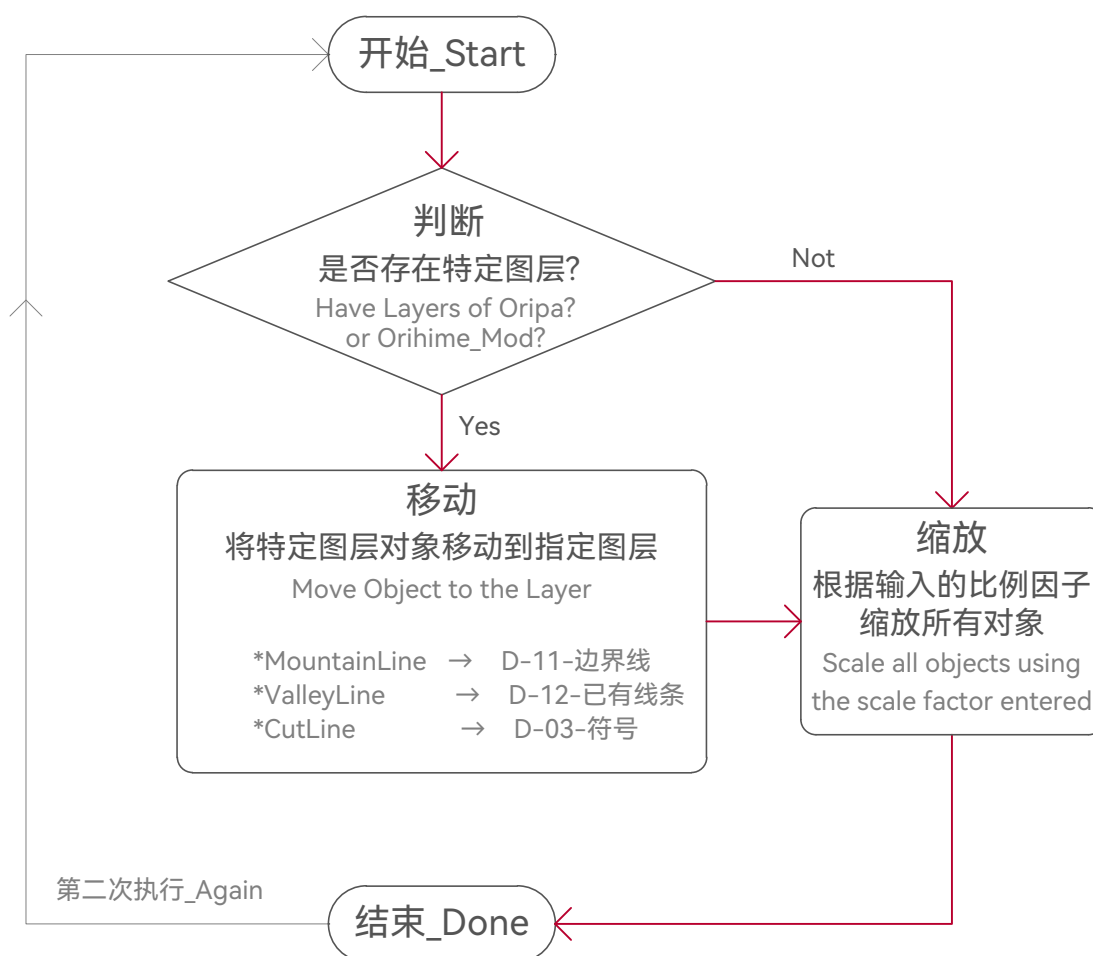 开始_Start
判断
是否存在特定图层?
Have Layers of Oripa?
or Orihime_Mod?
Not
Yes
移动
将特定图层对象移动到指定图层
Move Object to the Layer
*MountainLine → D-11-边界线
*ValleyLine → D-12-已有线条
*CutLine → D-03-符号
缩放
根据输入的比例因子
缩放所有对象
Scale all objects using
the scale factor entered
第二次执行_Again
结束_Done